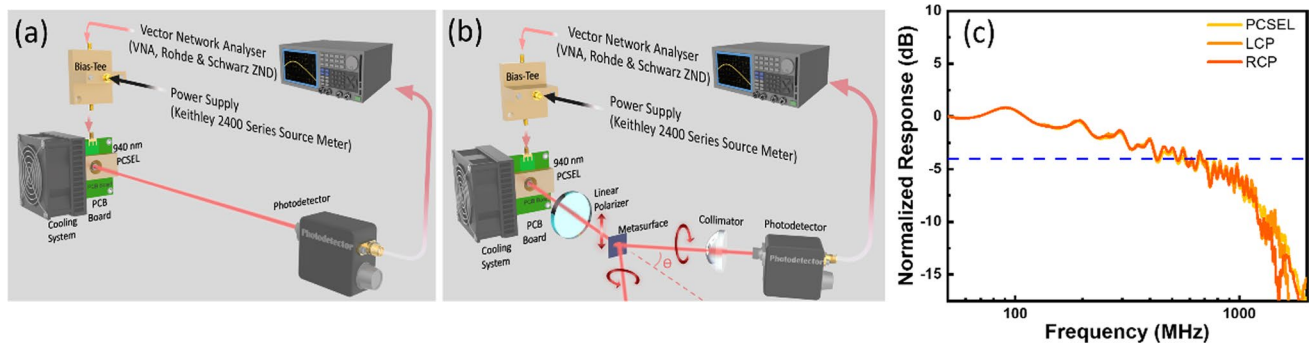 (a)
Vector Network Analyser
(VNA, Rohde & Schwarz ZND)
Bias-Tee
Power Supply
(Keithley 2400 Series Source Meter)
940 nm
PCSEL
PCB Board
PCB
Board
Cooling
System
Photodetector
Photodetector
(b)
Vector Network Analyser
(VNA, Rohde & Schwarz ZND)
Bias-Tee
Power Supply
(Keithley 2400 Series Source Meter)
940 nm
PCSEL
Linear
Polarizer
PCB
Board
Cooling
System
Metasurface
Collimator
Photodetector
Photodetector
θ
(c)
PCSEL
LCP
RCP
Normalized Response (dB)
10
5
0
-5
-10
-15
100
1000
Frequency (MHz)